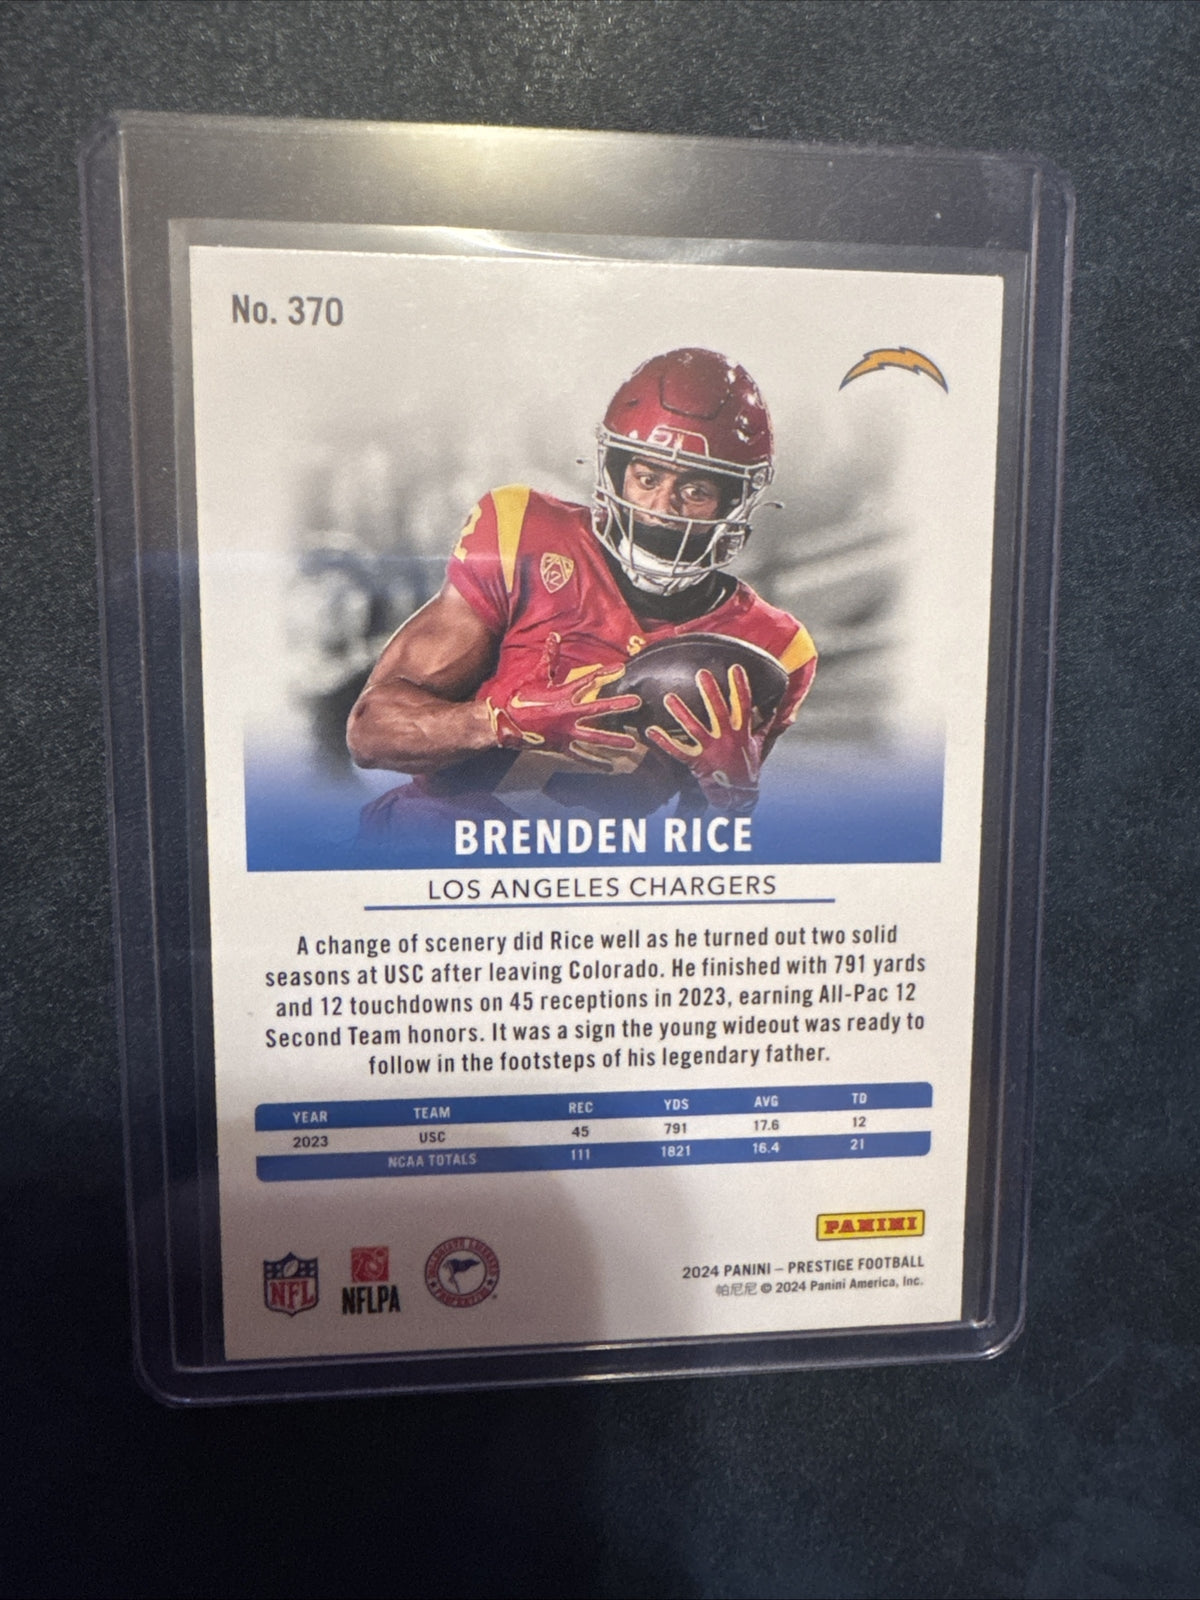 No. 370
BRENDEN RICE
LOS ANGELES CHARGERS
A change of scenery did Rice well as he turned out two solid
seasons at USC after leaving Colorado. He finished with 791 yards
and 12 touchdowns on 45 receptions in 2023, earning All-Pac 12
Second Team honors. It was a sign the young wideout was ready to
follow in the footsteps of his legendary father.
YEAR TEAM REC YDS AVG TD
2023 USC 45 791 17.6 12
NCAA TOTALS 111 1821 16.4 21
PANINI
NFL NFLPA
2024 PANINI – PRESTIGE FOOTBALL
帕尼尼 © 2024 Panini America, Inc.